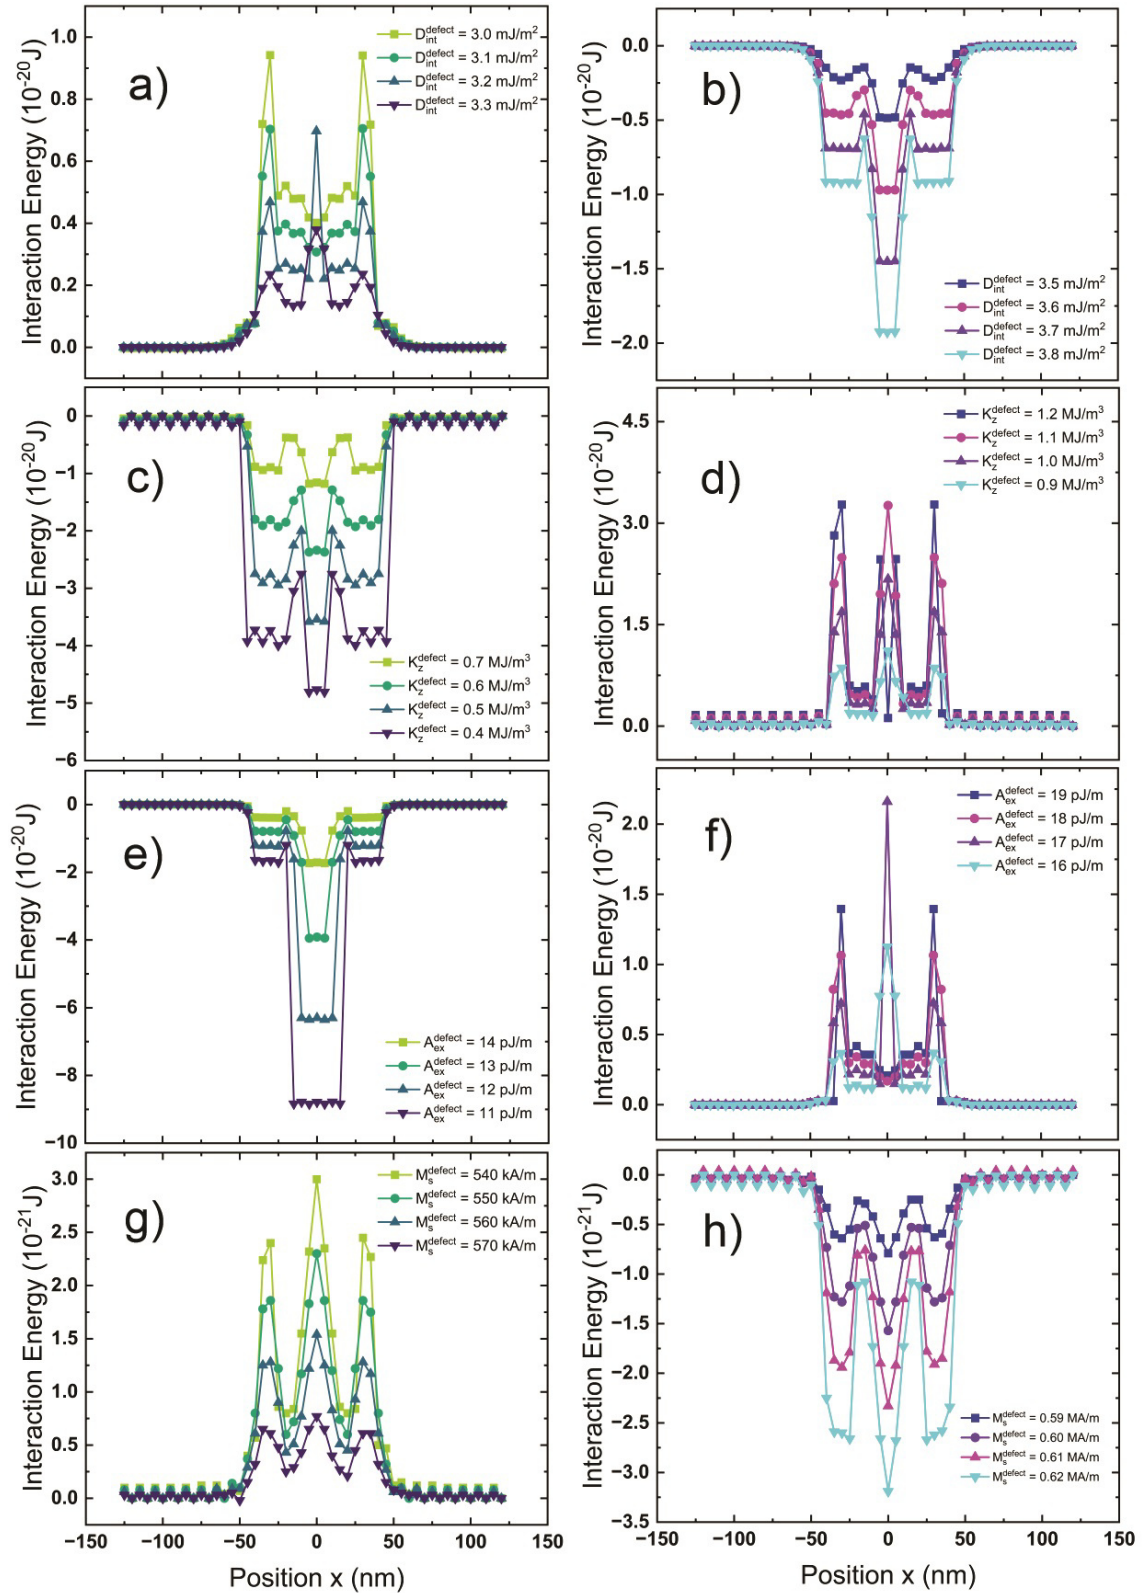 a)
Interaction Energy (10⁻²⁰J)
1.0
0.8
0.6
0.4
0.2
0.0
D_int^defect = 3.0 mJ/m²
D_int^defect = 3.1 mJ/m²
D_int^defect = 3.2 mJ/m²
D_int^defect = 3.3 mJ/m²
b)
Interaction Energy (10⁻²⁰J)
0.0
−0.5
−1.0
−1.5
−2.0
D_int^defect = 3.5 mJ/m²
D_int^defect = 3.6 mJ/m²
D_int^defect = 3.7 mJ/m²
D_int^defect = 3.8 mJ/m²
c)
Interaction Energy (10⁻²⁰J)
0
−1
−2
−3
−4
−5
−6
K_z^defect = 0.7 MJ/m³
K_z^defect = 0.6 MJ/m³
K_z^defect = 0.5 MJ/m³
K_z^defect = 0.4 MJ/m³
d)
Interaction Energy (10⁻²⁰J)
4.5
3.0
1.5
0.0
K_z^defect = 1.2 MJ/m³
K_z^defect = 1.1 MJ/m³
K_z^defect = 1.0 MJ/m³
K_z^defect = 0.9 MJ/m³
e)
Interaction Energy (10⁻²⁰J)
0
−2
−4
−6
−8
−10
A_ex^defect = 14 pJ/m
A_ex^defect = 13 pJ/m
A_ex^defect = 12 pJ/m
A_ex^defect = 11 pJ/m
f)
Interaction Energy (10⁻²⁰J)
2.0
1.5
1.0
0.5
0.0
A_ex^defect = 19 pJ/m
A_ex^defect = 18 pJ/m
A_ex^defect = 17 pJ/m
A_ex^defect = 16 pJ/m
g)
Interaction Energy (10⁻²¹J)
3.0
2.5
2.0
1.5
1.0
0.5
0.0
M_s^defect = 540 kA/m
M_s^defect = 550 kA/m
M_s^defect = 560 kA/m
M_s^defect = 570 kA/m
−150 −100 −50 0 50 100 150
Position x (nm)
h)
Interaction Energy (10⁻²¹J)
0.0
−0.5
−1.0
−1.5
−2.0
−2.5
−3.0
−3.5
M_s^defect = 0.59 MA/m
M_s^defect = 0.60 MA/m
M_s^defect = 0.61 MA/m
M_s^defect = 0.62 MA/m
−150 −100 −50 0 50 100 150
Position x (nm)